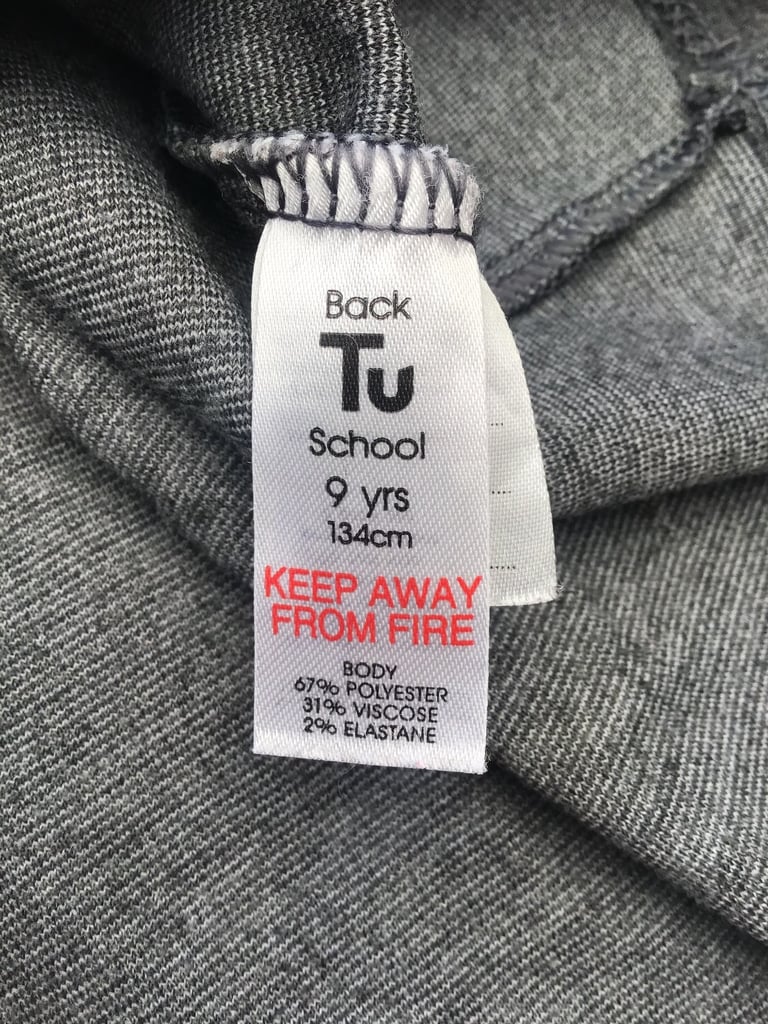 Back
Tu
School
9 yrs
134cm
KEEP AWAY
FROM FIRE
BODY
67% POLYESTER
31% VISCOSE
2% ELASTANE